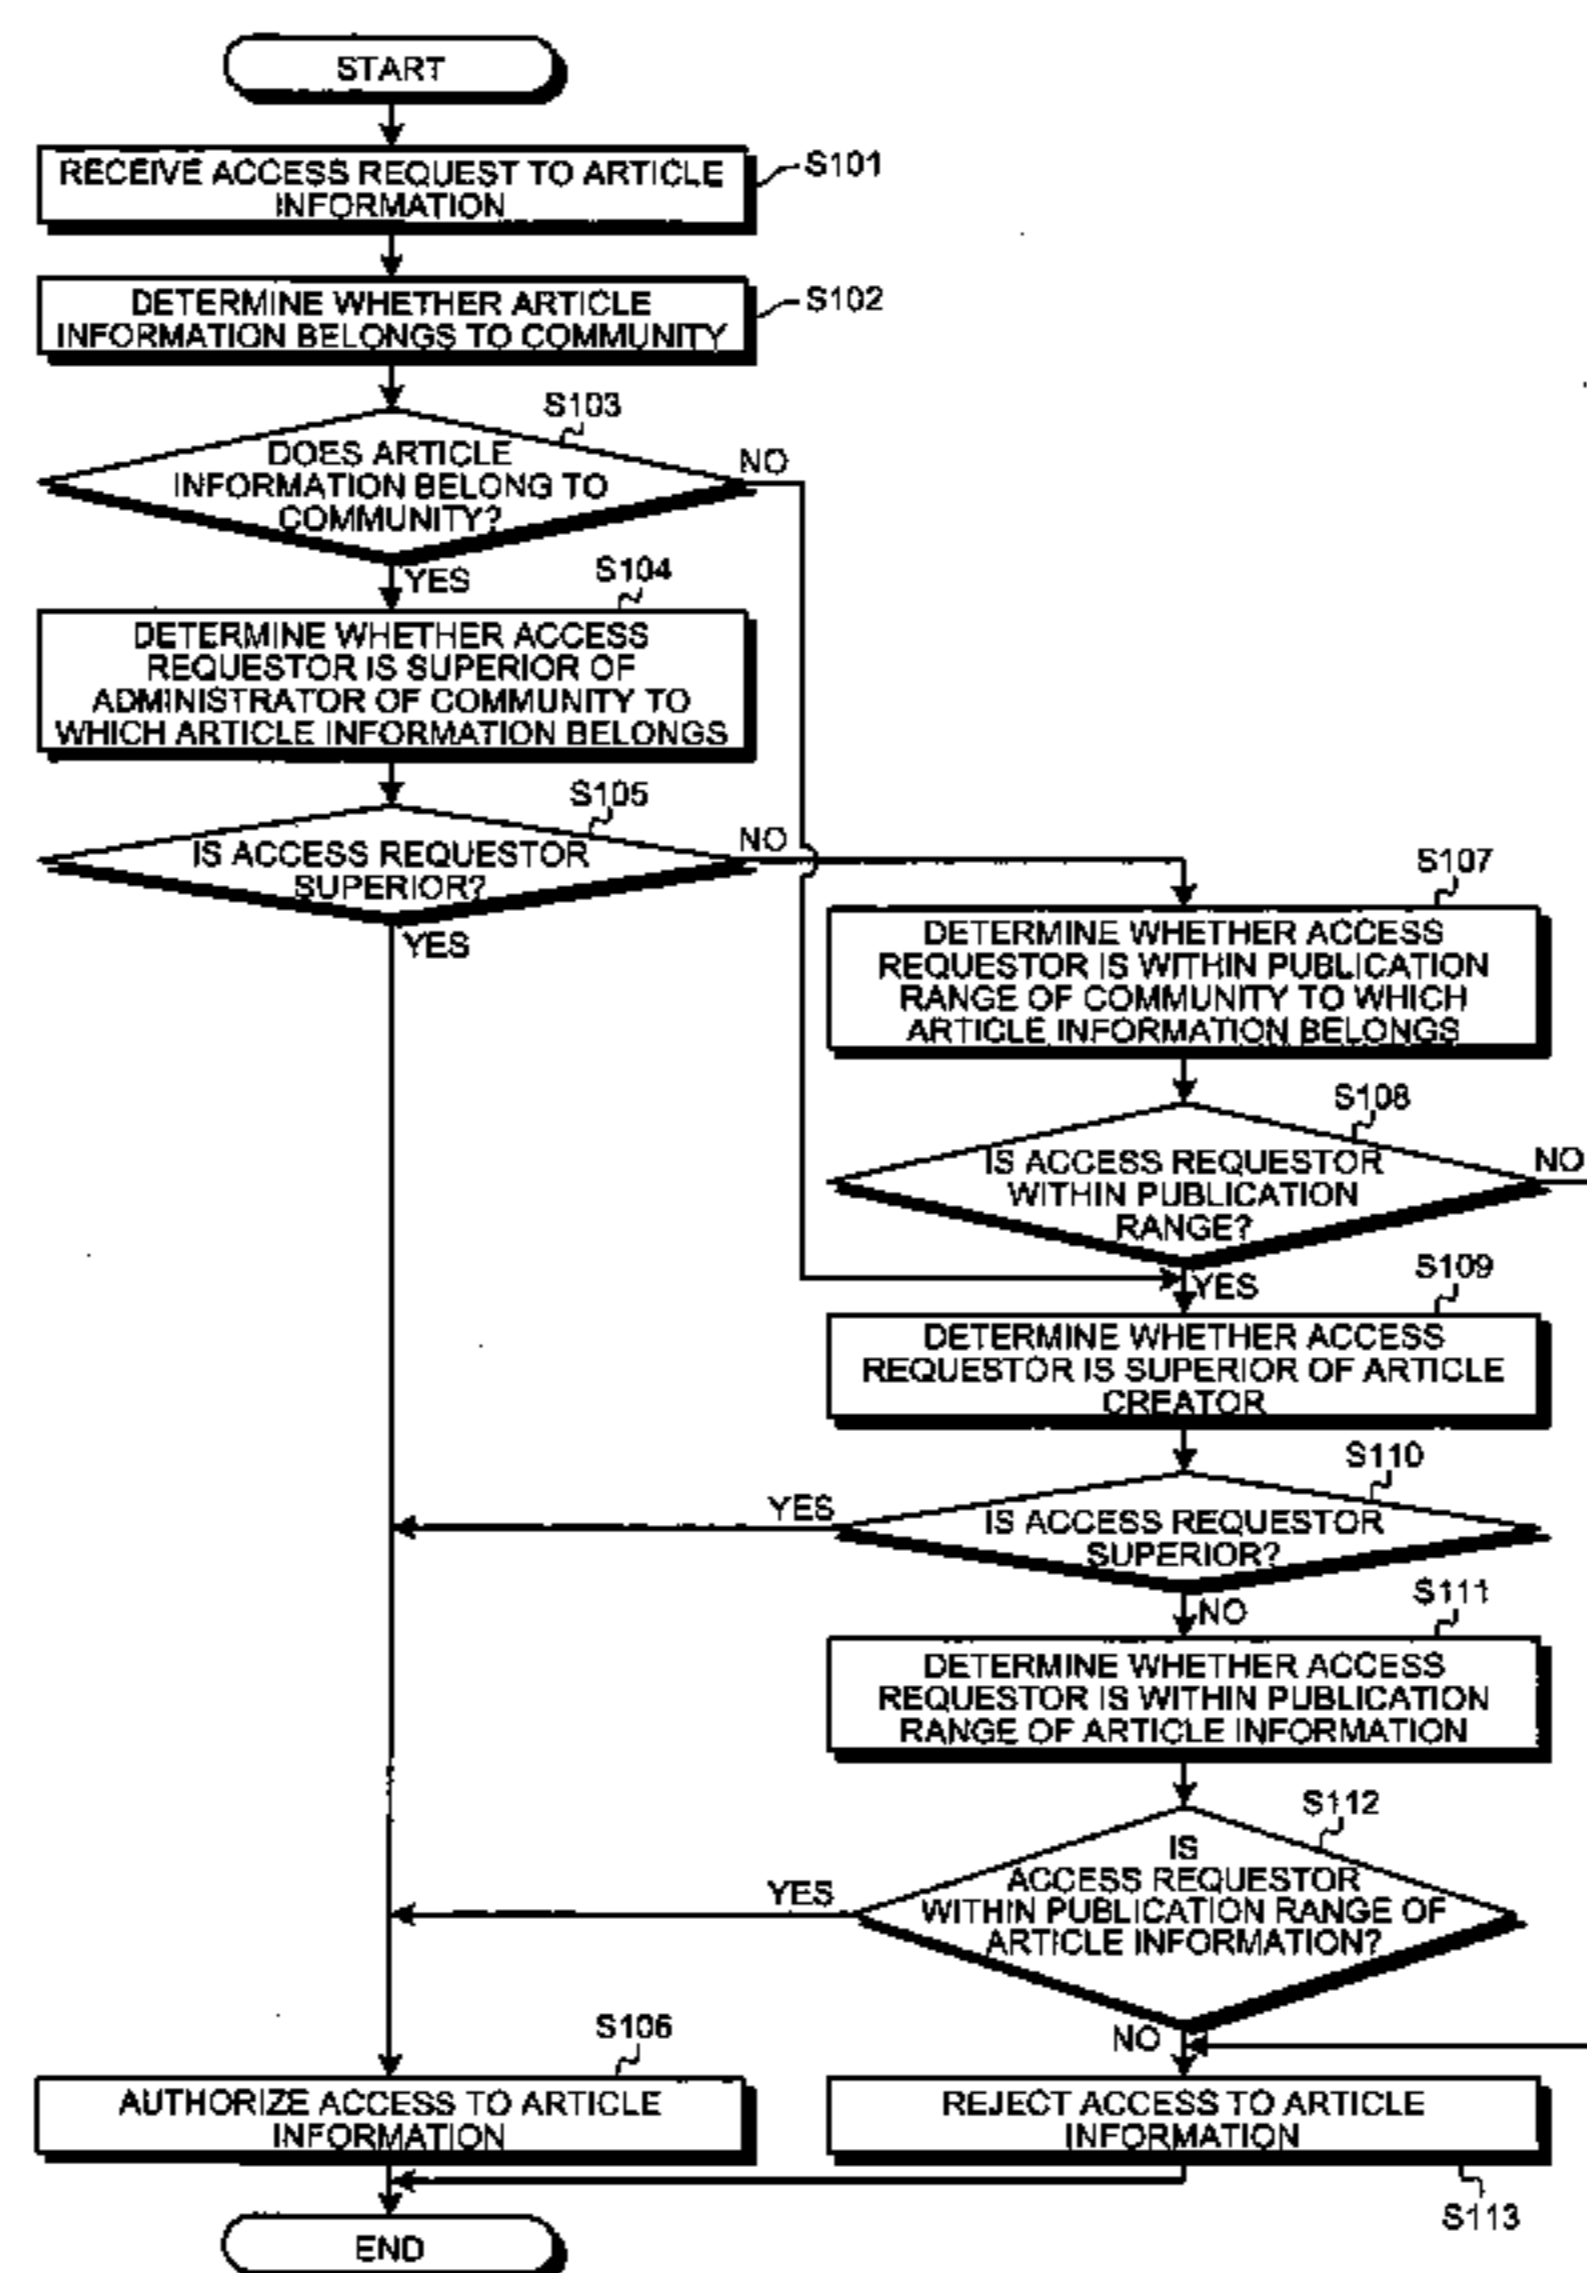 START
RECEIVE ACCESS REQUEST TO ARTICLE
INFORMATION
S101
DETERMINE WHETHER ARTICLE
INFORMATION BELONGS TO COMMUNITY
S102
S103
DOES ARTICLE
INFORMATION BELONG TO
COMMUNITY?
NO
YES
S104
DETERMINE WHETHER ACCESS
REQUESTOR IS SUPERIOR OF
ADMINISTRATOR OF COMMUNITY TO
WHICH ARTICLE INFORMATION BELONGS
S105
IS ACCESS REQUESTOR
SUPERIOR?
NO
YES
S107
DETERMINE WHETHER ACCESS
REQUESTOR IS WITHIN PUBLICATION
RANGE OF COMMUNITY TO WHICH
ARTICLE INFORMATION BELONGS
S108
IS ACCESS REQUESTOR
WITHIN PUBLICATION
RANGE?
NO
YES
S109
DETERMINE WHETHER ACCESS
REQUESTOR IS SUPERIOR OF ARTICLE
CREATOR
S110
IS ACCESS REQUESTOR
SUPERIOR?
YES
NO
S111
DETERMINE WHETHER ACCESS
REQUESTOR IS WITHIN PUBLICATION
RANGE OF ARTICLE INFORMATION
S112
IS
ACCESS REQUESTOR
WITHIN PUBLICATION RANGE OF
ARTICLE INFORMATION?
YES
NO
S106
AUTHORIZE ACCESS TO ARTICLE
INFORMATION
REJECT ACCESS TO ARTICLE
INFORMATION
S113
END